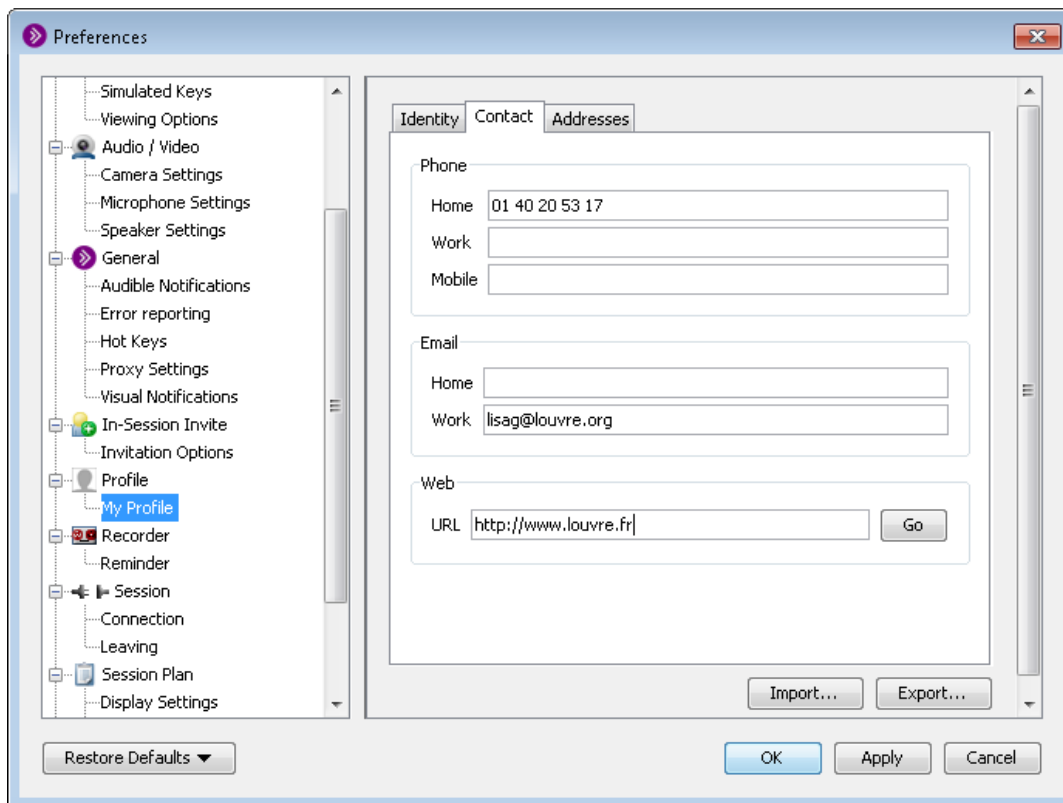 Preferences
Simulated Keys
Viewing Options
Audio / Video
Camera Settings
Microphone Settings
Speaker Settings
General
Audible Notifications
Error reporting
Hot Keys
Proxy Settings
Visual Notifications
In-Session Invite
Invitation Options
Profile
My Profile
Recorder
Reminder
Session
Connection
Leaving
Session Plan
Display Settings
Identity Contact Addresses
Phone
Home 01 40 20 53 17
Work
Mobile
Email
Home
Work lisag@louvre.org
Web
URL http://www.louvre.fr Go
Import... Export...
Restore Defaults OK Apply Cancel